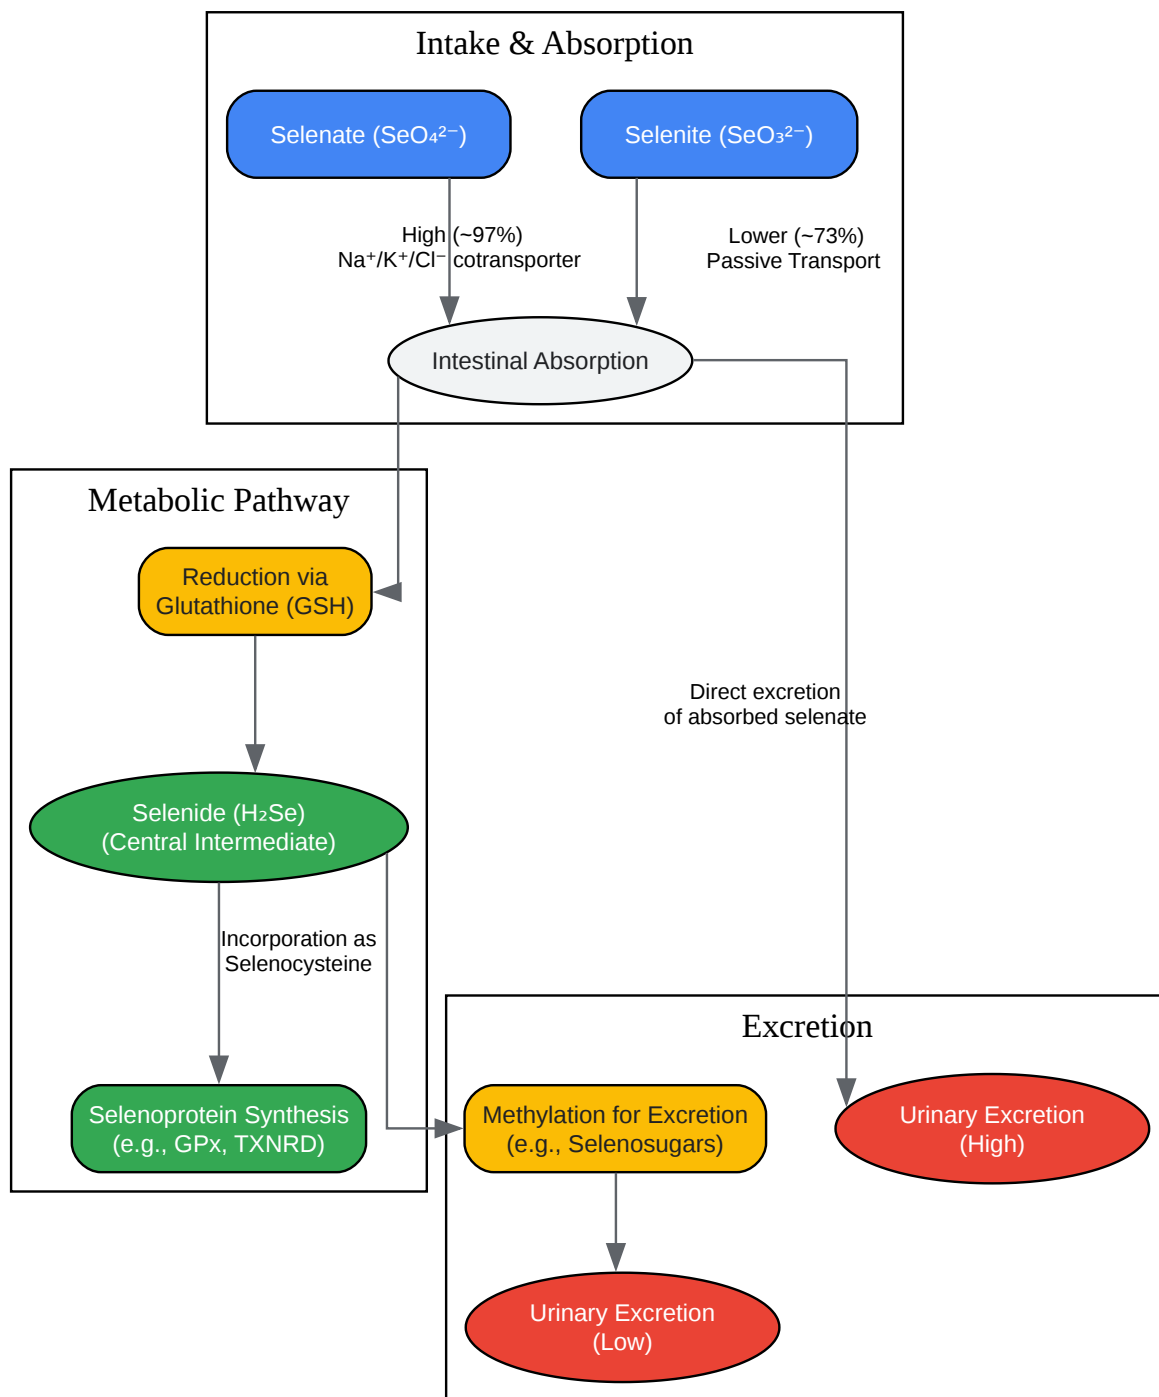 Intake & Absorption
Selenate (SeO₄²⁻)
Selenite (SeO₃²⁻)
High (~97%)
Na⁺/K⁺/Cl⁻ cotransporter
Lower (~73%)
Passive Transport
Intestinal Absorption
Metabolic Pathway
Reduction via
Glutathione (GSH)
Direct excretion
of absorbed selenate
Selenide (H₂Se)
(Central Intermediate)
Incorporation as
Selenocysteine
Excretion
Selenoprotein Synthesis
(e.g., GPx, TXNRD)
Methylation for Excretion
(e.g., Selenosugars)
Urinary Excretion
(High)
Urinary Excretion
(Low)